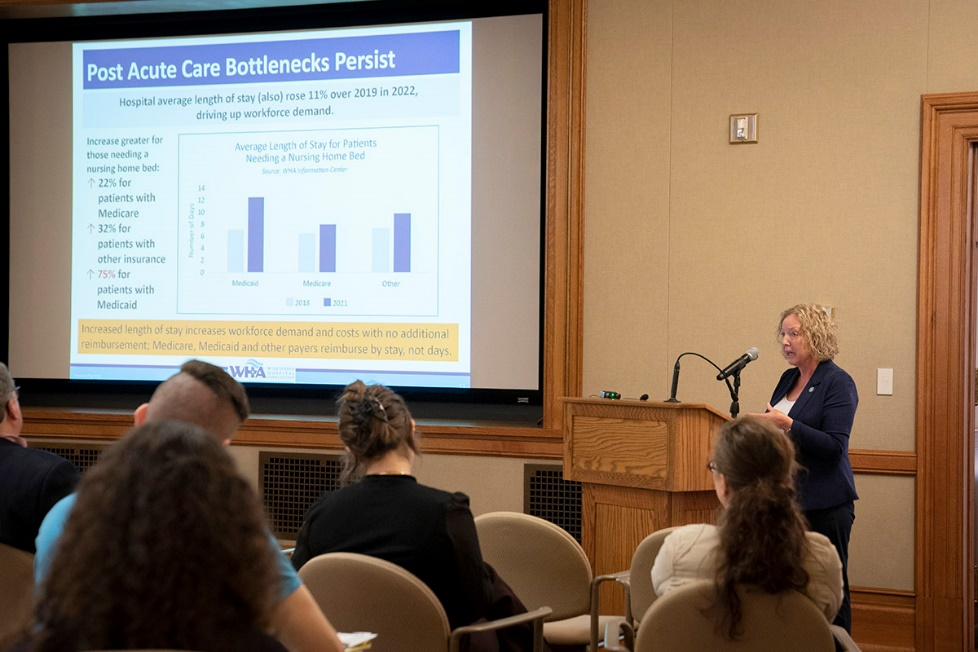 Post Acute Care Bottlenecks Persist
Hospital average length of stay (also) rose 11% over 2019 in 2022,
driving up workforce demand.
Increase greater for
those needing a
nursing home bed:
↑ 22% for
patients with
Medicare
↑ 32% for
patients with
other insurance
↑ 75% for
patients with
Medicaid
Average Length of Stay for Patients
Needing a Nursing Home Bed
Source: WHA Information Center
Number of Days
14
12
10
8
6
4
2
0
Medicaid
Medicare
Other
2018
2021
Increased length of stay increases workforce demand and costs with no additional
reimbursement; Medicare, Medicaid and other payers reimburse by stay, not days.
WHA